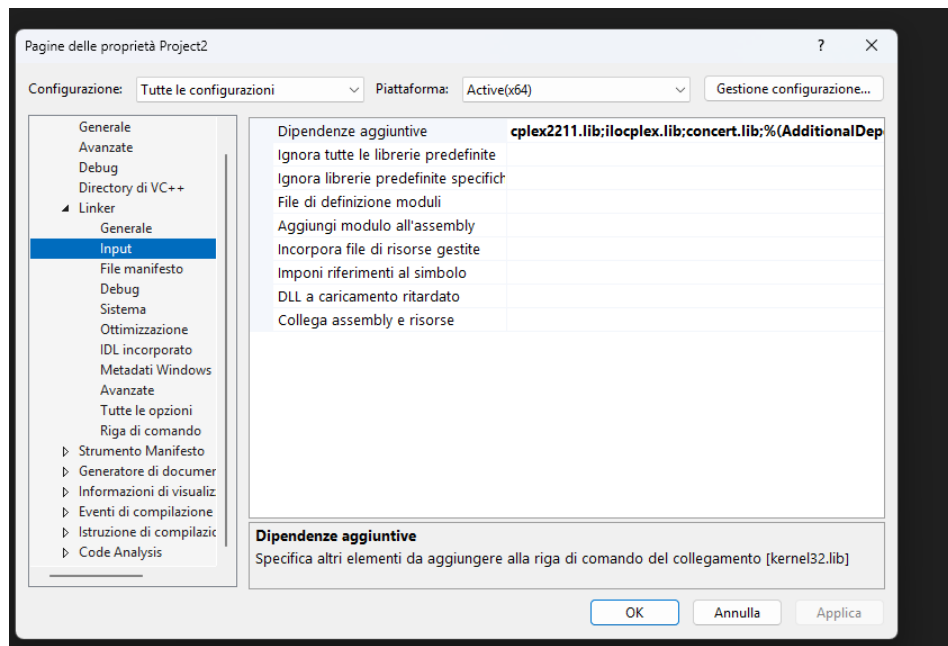 Pagine delle proprietà Project2 ? ✕
Configurazione: Tutte le configurazioni Piattaforma: Active(x64) Gestione configurazione...
Generale
Avanzate
Debug
Directory di VC++
Linker
Generale
Input
File manifesto
Debug
Sistema
Ottimizzazione
IDL incorporato
Metadati Windows
Avanzate
Tutte le opzioni
Riga di comando
Strumento Manifesto
Generatore di documer
Informazioni di visualiz
Eventi di compilazione
Istruzione di compilazic
Code Analysis
Dipendenze aggiuntive cplex2211.lib;ilocplex.lib;concert.lib;%(AdditionalDep
Ignora tutte le librerie predefinite
Ignora librerie predefinite specifich
File di definizione moduli
Aggiungi modulo all'assembly
Incorpora file di risorse gestite
Imponi riferimenti al simbolo
DLL a caricamento ritardato
Collega assembly e risorse
Dipendenze aggiuntive
Specifica altri elementi da aggiungere alla riga di comando del collegamento [kernel32.lib]
OK Annulla Applica